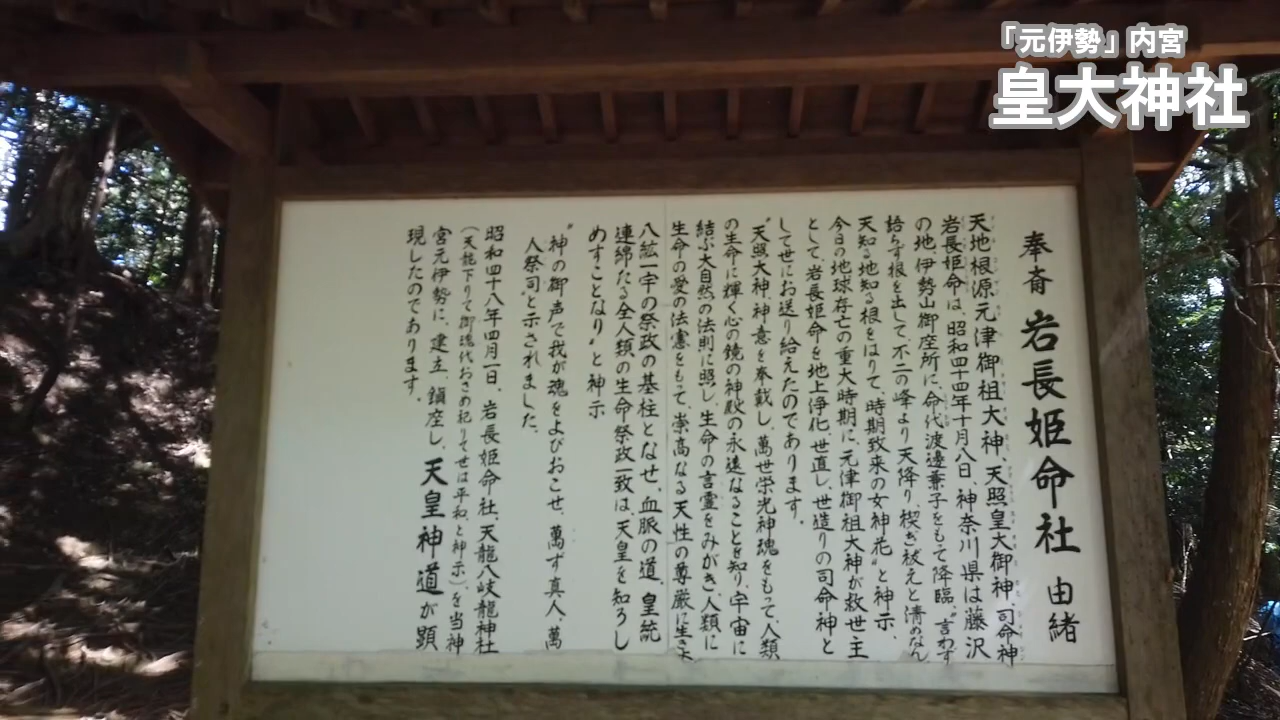 「元伊勢」内宮
皇大神社
奉斎 岩長姫命社 由緒
天地根源元津御祖大神、天照皇大御神、司命神
岩長姫命は、昭和四十四年十月八日、神奈川県は藤沢
の地伊勢山御座所に、命代渡邊兼子をもて降臨、〝言わず
語らず根を出して、不二の峰より天降り、禊ぎ祓えと清めなん
天知る地知る根をはりて、時期致来の女神花〟と神示、
今日の地球存亡の重大時期に、元津御祖大神が救世主
として、岩長姫命を地上浄化、世直し、世造りの司命神と
して世にお送り給えたのであります。
〝天照大神、神意を奉戴し、萬世栄光神魂をもって、人類
の生命に輝く心の鏡の神殿の永遠なることを知り、宇宙に
結ぶ大自然の法則に照し、生命の言霊をみがき、人類に
生命の愛の法憲をもって、崇高なる天性の尊厳に生きよ
八紘一宇の祭政の基柱となせ、血脈の道、皇統
連綿たる全人類の生命祭政一致は、天皇を知ろし
めすことなり〟と神示
〝神の御声で我が魂をよびおこせ、萬ず真人、萬
人祭司〟と示されました。
昭和四十八年四月一日、岩長姫命社、天龍八岐龍神社
(天龍下りて御魂代おさめ祀りて世は平和、と神示)、を当神
宮元伊勢に、建立、鎮座し、天皇神道が顕
現したのであります。